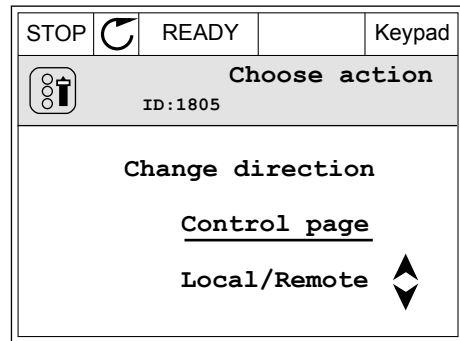 STOP READY Keypad
Choose action
ID:1805
Change direction
Control page
Local/Remote